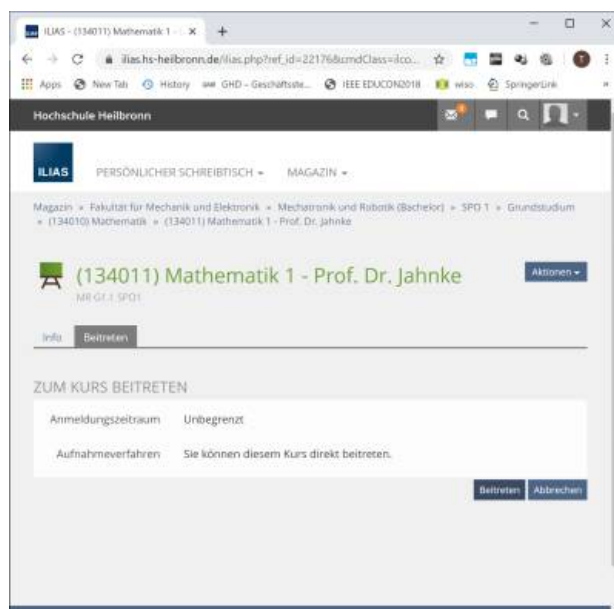 ILIAS - (134011) Mathematik 1 -
ilias.hs-heilbronn.de/ilias.php?ref_id=22176&cmdClass=ilco...
Apps New Tab History GHD - Geschäftsste... IEEE EDUCON2018 wiso SpringerLink
Hochschule Heilbronn
ILIAS PERSÖNLICHER SCHREIBTISCH MAGAZIN
Magazin » Fakultät für Mechanik und Elektronik » Mechatronik und Robotik (Bachelor) » SPO 1 » Grundstudium
» (134010) Mathematik » (134011) Mathematik 1 - Prof. Dr. Jahnke
(134011) Mathematik 1 - Prof. Dr. Jahnke
Aktionen
MR G1.1 SPO1
Info Beitreten
ZUM KURS BEITRETEN
Anmeldungszeitraum Unbegrenzt
Aufnahmeverfahren Sie können diesem Kurs direkt beitreten.
Beitreten Abbrechen